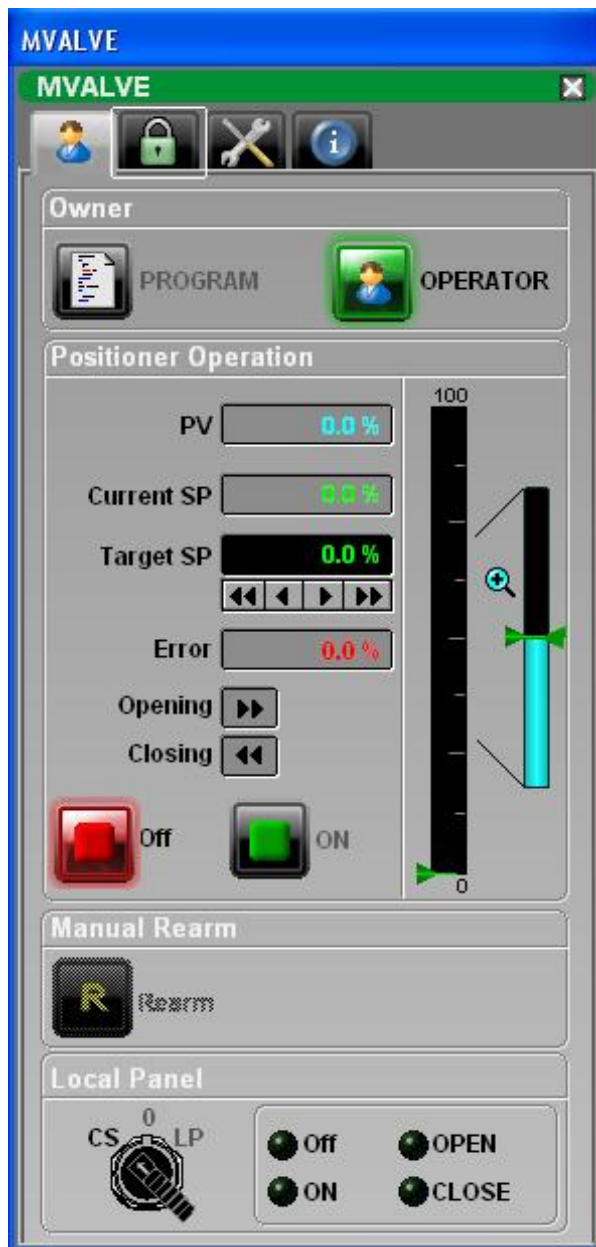 MVALVE
MVALVE
Owner
PROGRAM
OPERATOR
Positioner Operation
100
PV 0.0 %
Current SP 0.0 %
Target SP 0.0 %
Error 0.0 %
Opening
Closing
Off
ON
0
Manual Rearm
R Rearm
Local Panel
0
CS LP
Off OPEN
ON CLOSE